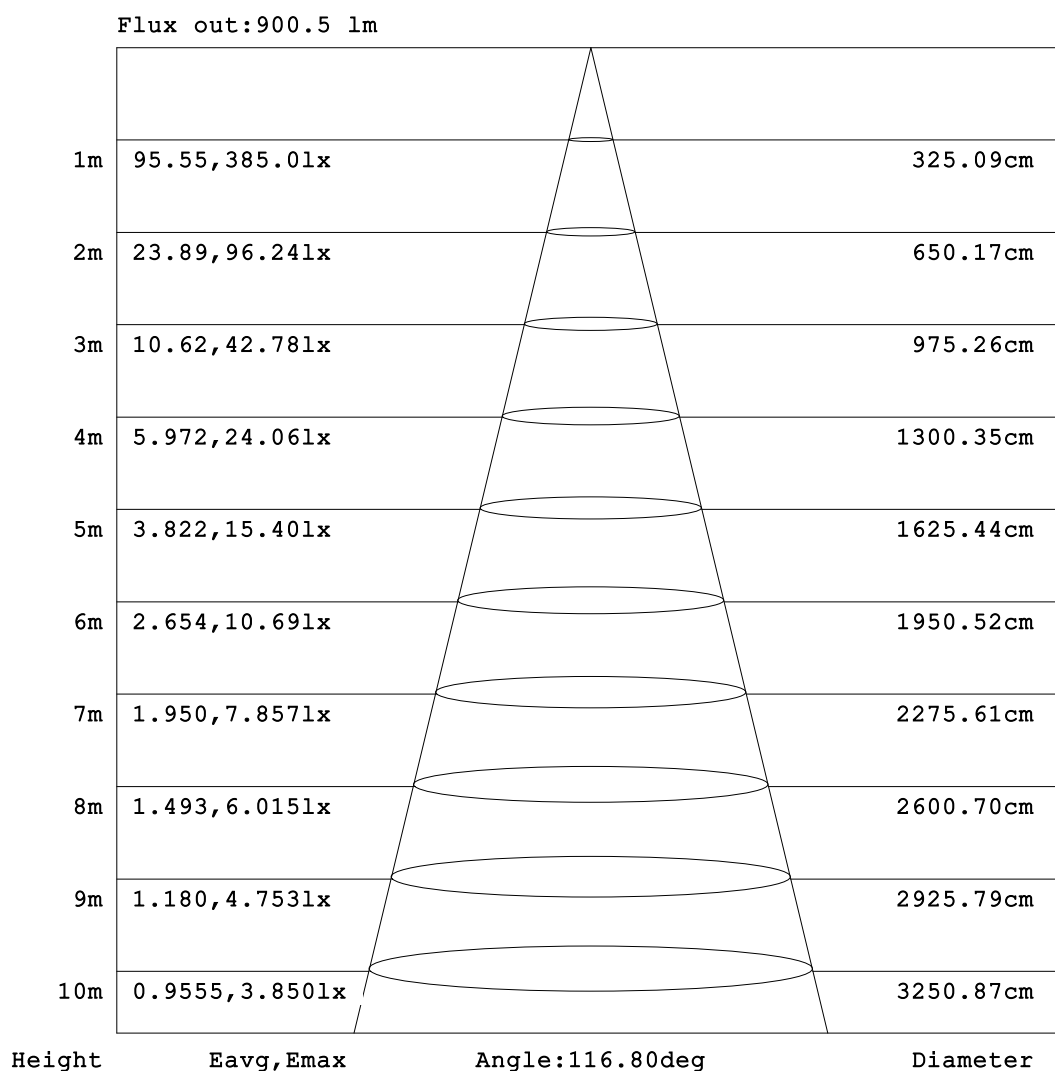 Flux out:900.5 lm
1m 95.55,385.0lx 325.09cm
2m 23.89,96.24lx 650.17cm
3m 10.62,42.78lx 975.26cm
4m 5.972,24.06lx 1300.35cm
5m 3.822,15.40lx 1625.44cm
6m 2.654,10.69lx 1950.52cm
7m 1.950,7.857lx 2275.61cm
8m 1.493,6.015lx 2600.70cm
9m 1.180,4.753lx 2925.79cm
10m 0.9555,3.850lx 3250.87cm
Height Eavg,Emax Angle:116.80deg Diameter